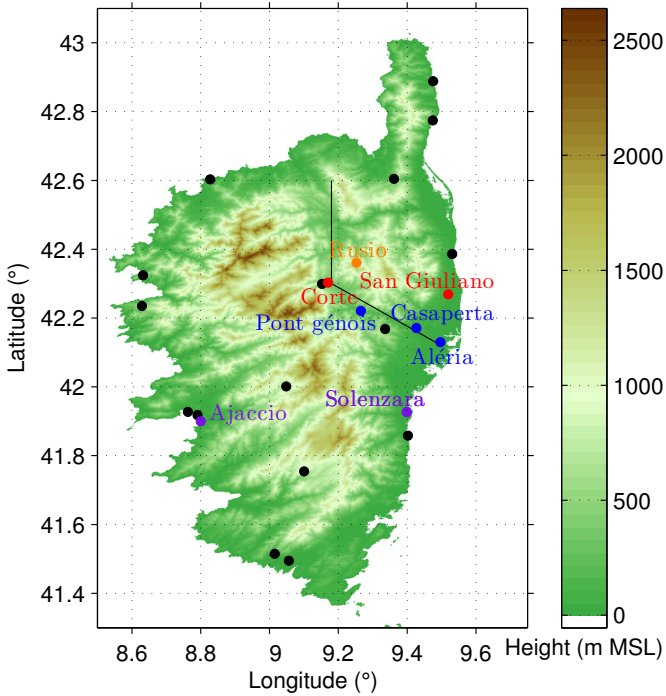 43
42.8
42.6
42.4
42.2
42
41.8
41.6
41.4
Latitude (°)
8.6 8.8 9 9.2 9.4 9.6
Longitude (°)
Rusio
San Giuliano
Corte
Casaperta
Pont génois
Aléria
Solenzara
Ajaccio
2500
2000
1500
1000
500
0
Height (m MSL)